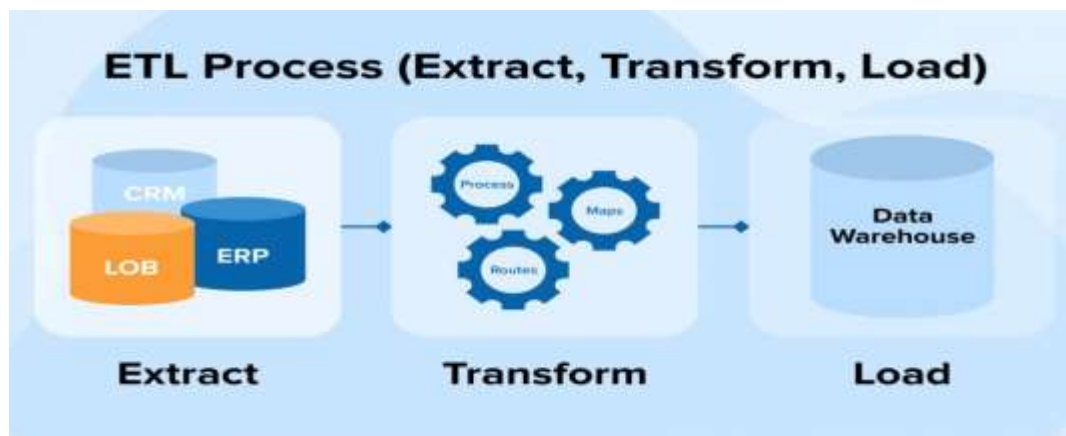 ETL Process (Extract, Transform, Load)
CRM
LOB
ERP
Process
Maps
Routes
Data
Warehouse
Extract
Transform
Load